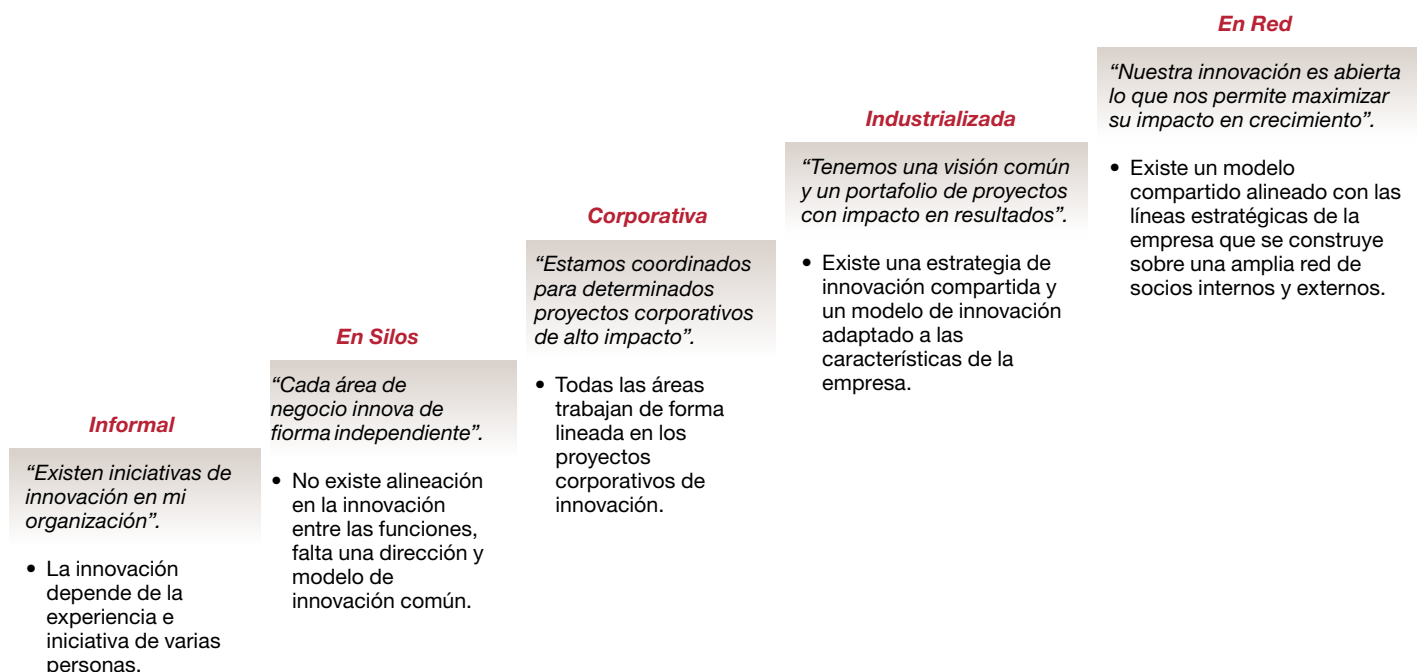 Informal
“Existen iniciativas de
innovación en mi
organización”.
• La innovación
depende de la
experiencia e
iniciativa de varias
personas.
En Silos
“Cada área de
negocio innova de
fiorma independiente”.
• No existe alineación
en la innovación
entre las funciones,
falta una dirección y
modelo de
innovación común.
Corporativa
“Estamos coordinados
para determinados
proyectos corporativos
de alto impacto”.
• Todas las áreas
trabajan de forma
lineada en los
proyectos
corporativos de
innovación.
Industrializada
“Tenemos una visión común
y un portafolio de proyectos
con impacto en resultados”.
• Existe una estrategia de
innovación compartida y
un modelo de innovación
adaptado a las
características de la
empresa.
En Red
“Nuestra innovación es abierta
lo que nos permite maximizar
su impacto en crecimiento”.
• Existe un modelo
compartido alineado con las
líneas estratégicas de la
empresa que se construye
sobre una amplia red de
socios internos y externos.